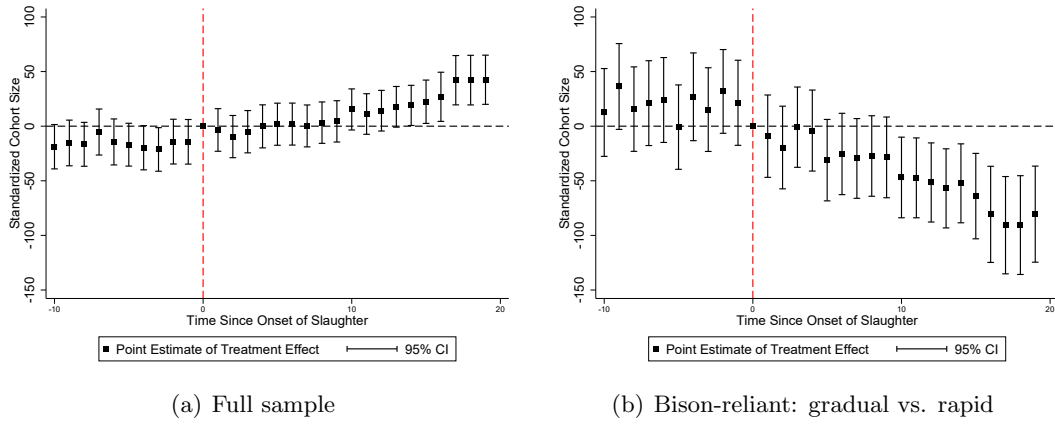 Standardized Cohort Size
100
50
0
-50
-100
-150
-10
0
10
20
Time Since Onset of Slaughter
Point Estimate of Treatment Effect
95% CI
(a) Full sample
Standardized Cohort Size
100
50
0
-50
-100
-150
-10
0
10
20
Time Since Onset of Slaughter
Point Estimate of Treatment Effect
95% CI
(b) Bison-reliant: gradual vs. rapid